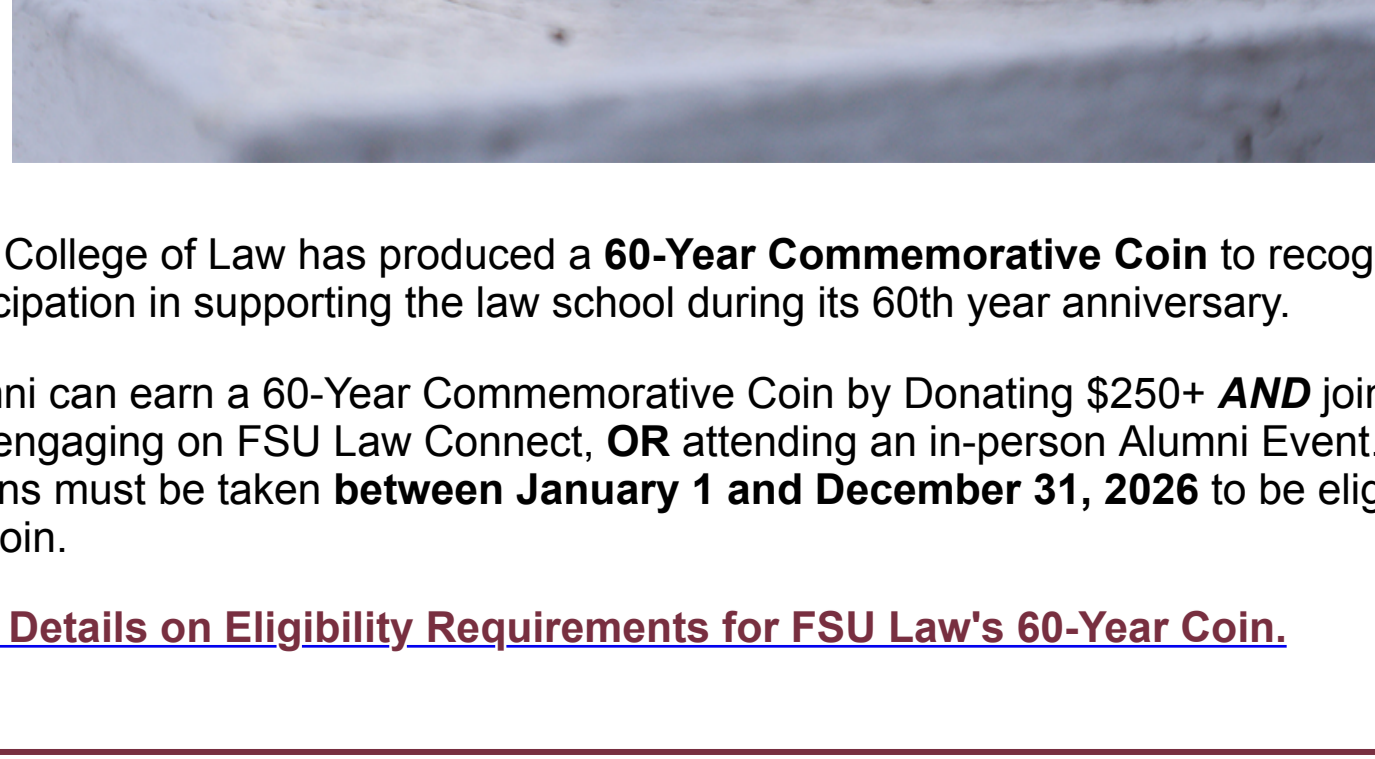 College of Law has produced a 60-Year Commemorative Coin to recog
cipation in supporting the law school during its 60th year anniversary.
ni can earn a 60-Year Commemorative Coin by Donating $250+ AND join
engaging on FSU Law Connect, OR attending an in-person Alumni Event.
ns must be taken between January 1 and December 31, 2026 to be elig
oin.
Details on Eligibility Requirements for FSU Law's 60-Year Coin.